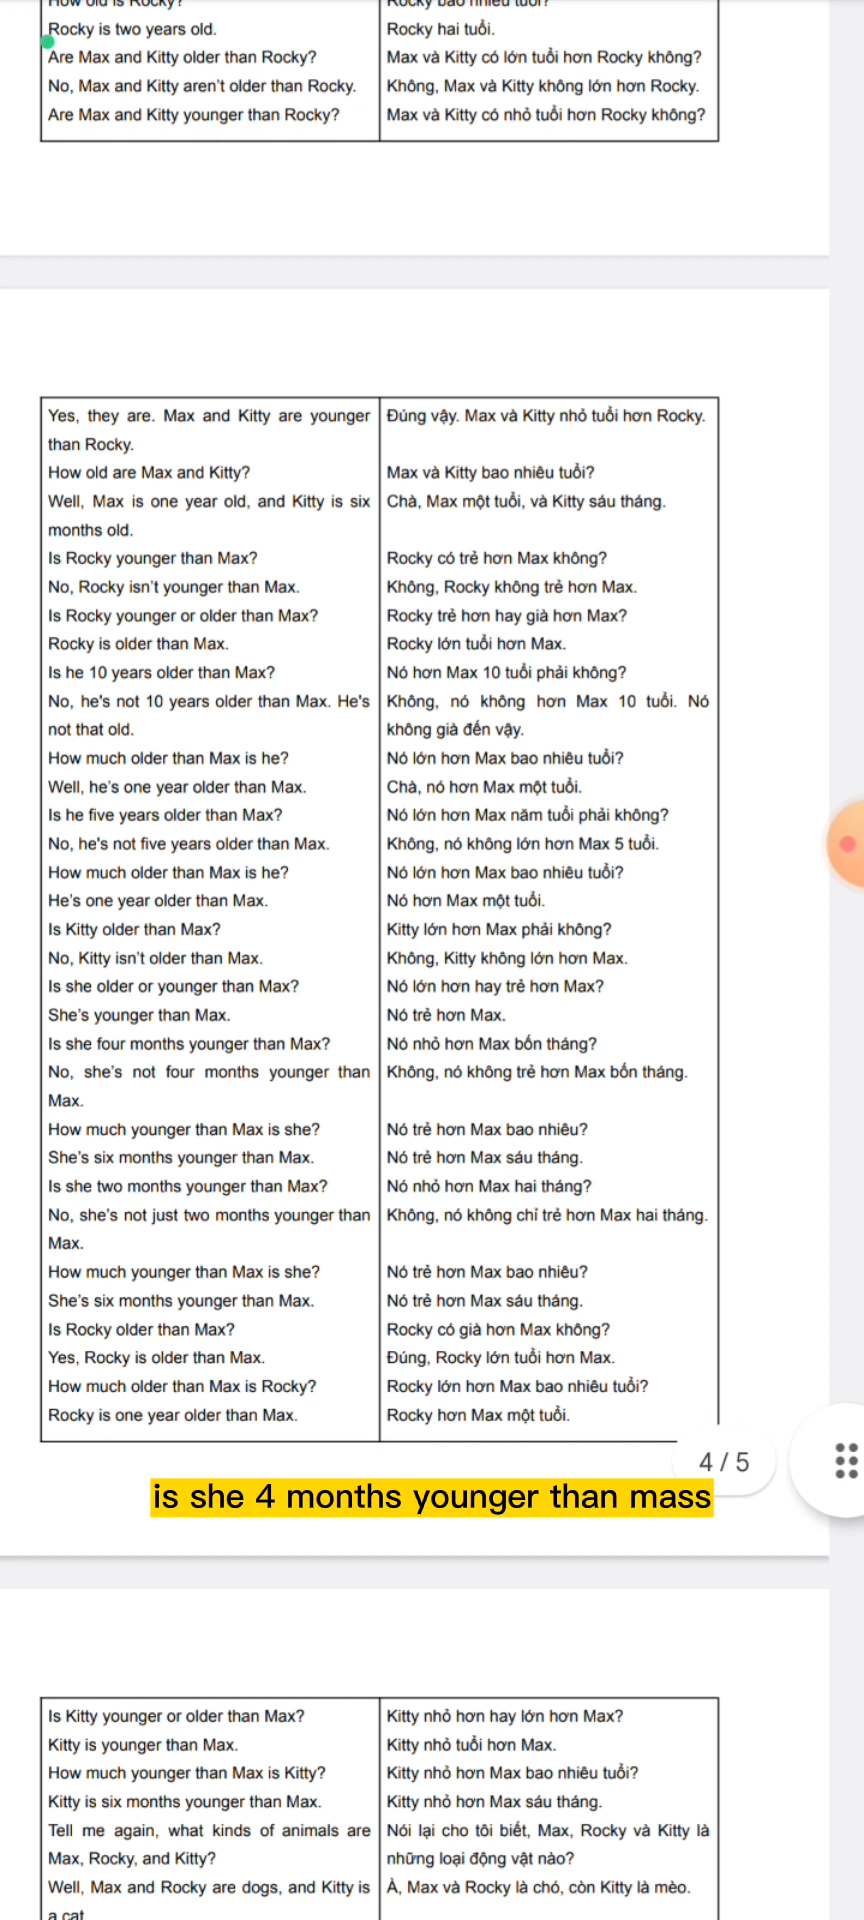 How old is Rocky?
Rocky bao nhiêu tuổi?
Rocky is two years old.
Rocky hai tuổi.
Are Max and Kitty older than Rocky?
Max và Kitty có lớn tuổi hơn Rocky không?
No, Max and Kitty aren't older than Rocky.
Không, Max và Kitty không lớn hơn Rocky.
Are Max and Kitty younger than Rocky?
Max và Kitty có nhỏ tuổi hơn Rocky không?
Yes, they are. Max and Kitty are younger
Đúng vậy. Max và Kitty nhỏ tuổi hơn Rocky.
than Rocky.
How old are Max and Kitty?
Max và Kitty bao nhiêu tuổi?
Well, Max is one year old, and Kitty is six
Chà, Max một tuổi, và Kitty sáu tháng.
months old.
Is Rocky younger than Max?
Rocky có trẻ hơn Max không?
No, Rocky isn't younger than Max.
Không, Rocky không trẻ hơn Max.
Is Rocky younger or older than Max?
Rocky trẻ hơn hay già hơn Max?
Rocky is older than Max.
Rocky lớn tuổi hơn Max.
Is he 10 years older than Max?
Nó hơn Max 10 tuổi phải không?
No, he's not 10 years older than Max. He's
Không, nó không hơn Max 10 tuổi. Nó
not that old.
không già đến vậy.
How much older than Max is he?
Nó lớn hơn Max bao nhiêu tuổi?
Well, he's one year older than Max.
Chà, nó hơn Max một tuổi.
Is he five years older than Max?
Nó lớn hơn Max năm tuổi phải không?
No, he's not five years older than Max.
Không, nó không lớn hơn Max 5 tuổi.
How much older than Max is he?
Nó lớn hơn Max bao nhiêu tuổi?
He's one year older than Max.
Nó hơn Max một tuổi.
Is Kitty older than Max?
Kitty lớn hơn Max phải không?
No, Kitty isn't older than Max.
Không, Kitty không lớn hơn Max.
Is she older or younger than Max?
Nó lớn hơn hay trẻ hơn Max?
She's younger than Max.
Nó trẻ hơn Max.
Is she four months younger than Max?
Nó nhỏ hơn Max bốn tháng?
No, she's not four months younger than
Không, nó không trẻ hơn Max bốn tháng.
Max.
How much younger than Max is she?
Nó trẻ hơn Max bao nhiêu?
She's six months younger than Max.
Nó trẻ hơn Max sáu tháng.
Is she two months younger than Max?
Nó nhỏ hơn Max hai tháng?
No, she's not just two months younger than
Không, nó không chỉ trẻ hơn Max hai tháng.
Max.
How much younger than Max is she?
Nó trẻ hơn Max bao nhiêu?
She's six months younger than Max.
Nó trẻ hơn Max sáu tháng.
Is Rocky older than Max?
Rocky có già hơn Max không?
Yes, Rocky is older than Max.
Đúng, Rocky lớn tuổi hơn Max.
How much older than Max is Rocky?
Rocky lớn hơn Max bao nhiêu tuổi?
Rocky is one year older than Max.
Rocky hơn Max một tuổi.
4 / 5
is she 4 months younger than mass
Is Kitty younger or older than Max?
Kitty nhỏ hơn hay lớn hơn Max?
Kitty is younger than Max.
Kitty nhỏ tuổi hơn Max.
How much younger than Max is Kitty?
Kitty nhỏ hơn Max bao nhiêu tuổi?
Kitty is six months younger than Max.
Kitty nhỏ hơn Max sáu tháng.
Tell me again, what kinds of animals are
Nói lại cho tôi biết, Max, Rocky và Kitty là
Max, Rocky, and Kitty?
những loại động vật nào?
Well, Max and Rocky are dogs, and Kitty is
À, Max và Rocky là chó, còn Kitty là mèo.
a cat